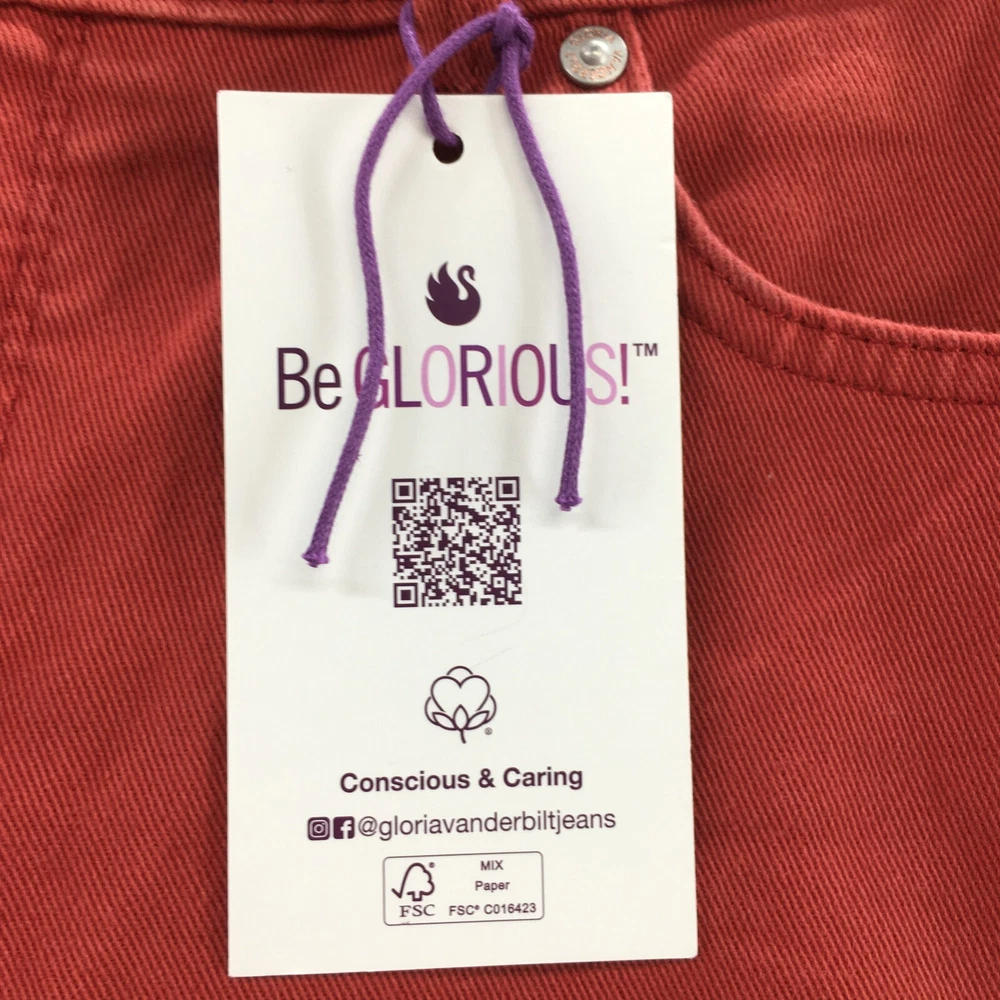 Be GLORIOUS!™
®
Conscious & Caring
@gloriavanderbiltjeans
®
FSC
MIX
Paper
FSC® C016423